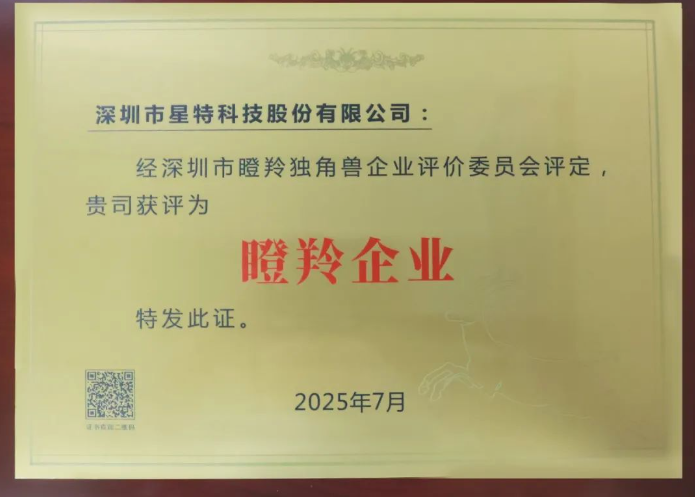 深圳市星特科技股份有限公司：
经深圳市瞪羚独角兽企业评价委员会评定，
贵司获评为
瞪羚企业
特发此证。
2025年7月